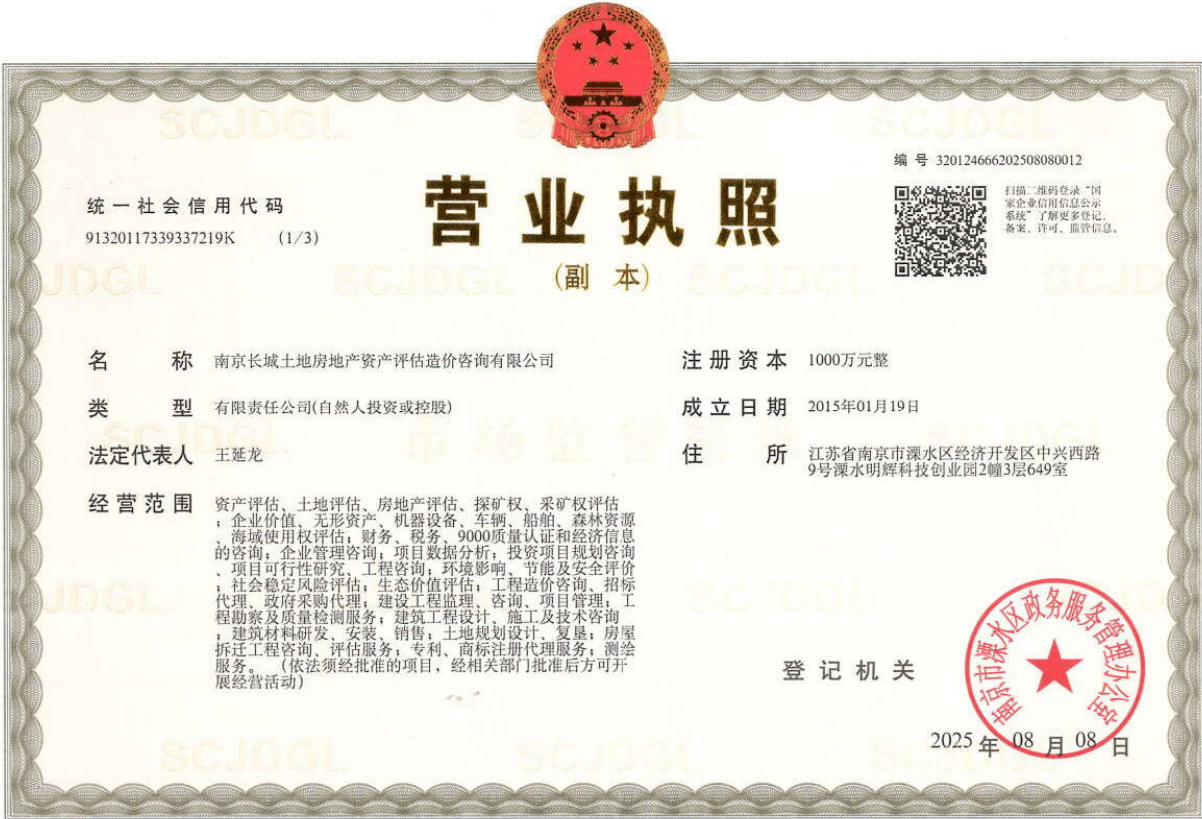 编 号 320124666202508080012
统一社会信用代码
91320117339337219K (1/3)
营业执照
(副 本)
扫描二维码登录“国
家企业信用信息公示
系统”了解更多登记、
备案、许可、监管信息。
名 称 南京长城土地房地产资产评估造价咨询有限公司
类 型 有限责任公司(自然人投资或控股)
法定代表人 王延龙
经营范围 资产评估、土地评估、房地产评估、探矿权、采矿权评估
；企业价值、无形资产、机器设备、车辆、船舶、森林资源
、海域使用权评估；财务、税务、9000质量认证和经济信息
的咨询；企业管理咨询；项目数据分析；投资项目规划咨询
、项目可行性研究、工程咨询；环境影响、节能及安全评价
；社会稳定风险评估；生态价值评估；工程造价咨询、招标
代理、政府采购代理；建设工程监理、咨询、项目管理；工
程勘察及质量检测服务；建筑工程设计、施工及技术咨询
；建筑材料研发、安装、销售；土地规划设计、复垦；房屋
拆迁工程咨询、评估服务；专利、商标注册代理服务；测绘
服务。（依法须经批准的项目，经相关部门批准后方可开
展经营活动）
注册资本 1000万元整
成立日期 2015年01月19日
住 所 江苏省南京市溧水区经济开发区中兴西路
9号溧水明辉科技创业园2幢3层649室
登记机关
南京市溧水区政务服务管理办公室
2025 年 08 月 08 日
SCJDGL
市场监督管理